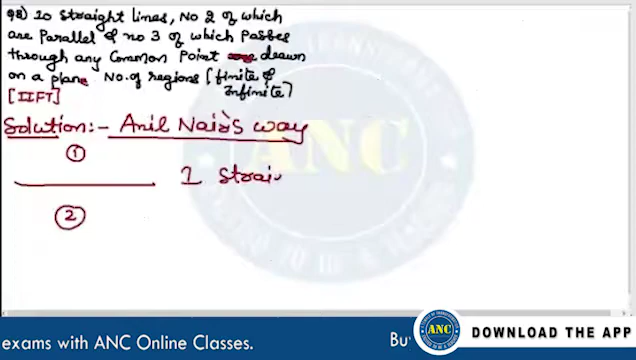 98) 10 Straight lines, No 2 of which
are Parallel & no 3 of which Passes
through any Common Point drawn
on a plane No. of regions (finite &
Infinite)
[IIFT]
Solution:- Anil Nair's way
1
1 Strai
2
ANC
exams with ANC Online Classes.
Bu
ANC
DOWNLOAD THE APP